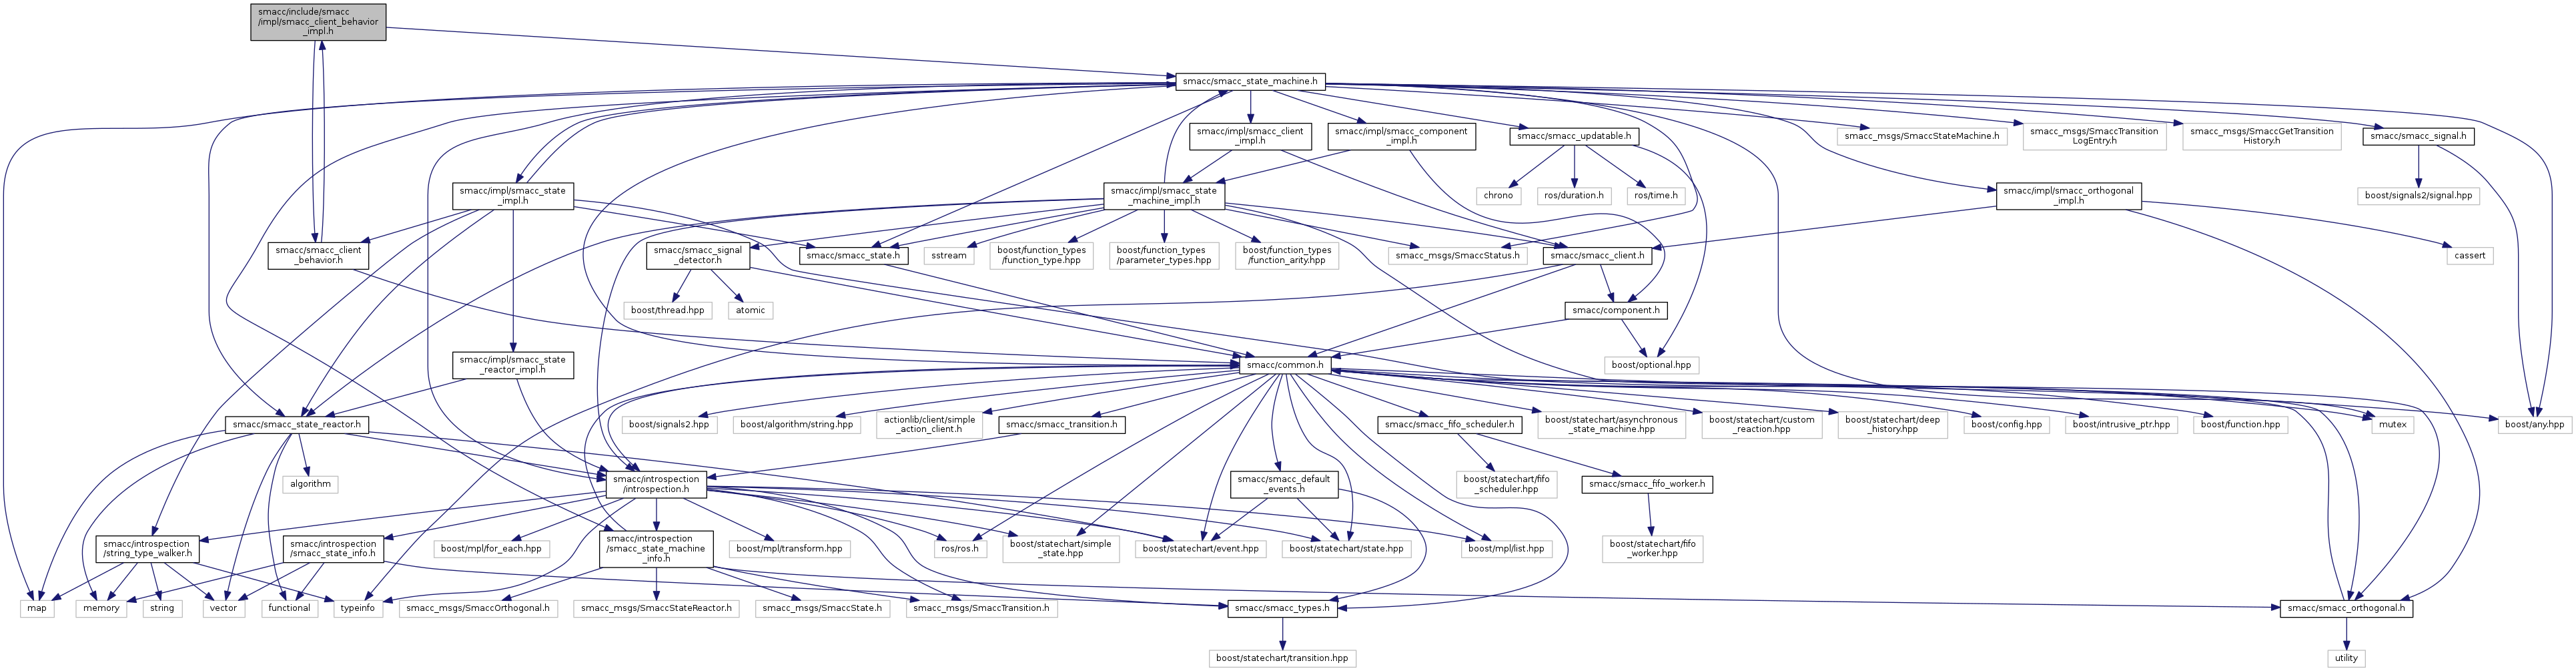 smacc/include/smacc
/impl/smacc_client_behavior
_impl.h
smacc/smacc_state_machine.h
smacc/impl/smacc_client
_impl.h
smacc/impl/smacc_component
_impl.h
smacc/smacc_updatable.h
smacc_msgs/SmaccStateMachine.h
smacc_msgs/SmaccTransition
LogEntry.h
smacc_msgs/SmaccGetTransition
History.h
smacc/smacc_signal.h
smacc/impl/smacc_state
_impl.h
smacc/impl/smacc_state
_machine_impl.h
chrono
ros/duration.h
ros/time.h
smacc/impl/smacc_orthogonal
_impl.h
boost/signals2/signal.hpp
smacc/smacc_client
_behavior.h
smacc/smacc_signal
_detector.h
smacc/smacc_state.h
sstream
boost/function_types
/function_type.hpp
boost/function_types
/parameter_types.hpp
boost/function_types
/function_arity.hpp
smacc_msgs/SmaccStatus.h
smacc/smacc_client.h
cassert
boost/thread.hpp
atomic
smacc/component.h
smacc/impl/smacc_state
_reactor_impl.h
smacc/common.h
boost/optional.hpp
smacc/smacc_state_reactor.h
boost/signals2.hpp
boost/algorithm/string.hpp
actionlib/client/simple
_action_client.h
smacc/smacc_transition.h
smacc/smacc_fifo_scheduler.h
boost/statechart/asynchronous
_state_machine.hpp
boost/statechart/custom
_reaction.hpp
boost/statechart/deep
_history.hpp
boost/config.hpp
boost/intrusive_ptr.hpp
boost/function.hpp
mutex
boost/any.hpp
algorithm
smacc/introspection
/introspection.h
smacc/smacc_default
_events.h
boost/statechart/fifo
_scheduler.hpp
smacc/smacc_fifo_worker.h
smacc/introspection
/string_type_walker.h
smacc/introspection
/smacc_state_info.h
boost/mpl/for_each.hpp
smacc/introspection
/smacc_state_machine
_info.h
boost/mpl/transform.hpp
ros/ros.h
boost/statechart/simple
_state.hpp
boost/statechart/event.hpp
boost/statechart/state.hpp
boost/mpl/list.hpp
boost/statechart/fifo
_worker.hpp
map
memory
string
vector
functional
typeinfo
smacc_msgs/SmaccOrthogonal.h
smacc_msgs/SmaccStateReactor.h
smacc_msgs/SmaccState.h
smacc_msgs/SmaccTransition.h
smacc/smacc_types.h
smacc/smacc_orthogonal.h
boost/statechart/transition.hpp
utility